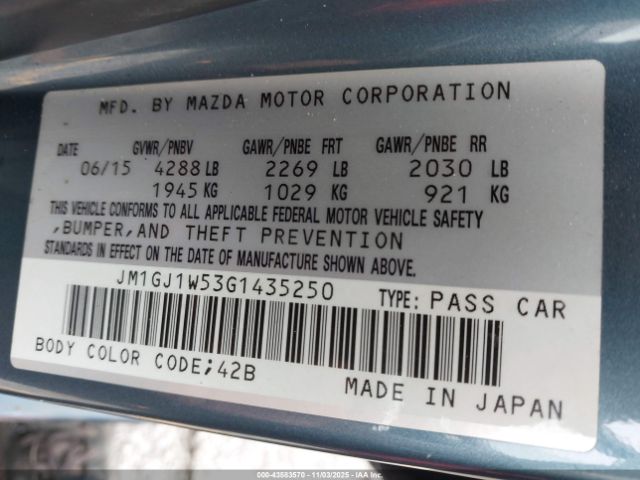 MFD. BY MAZDA MOTOR CORPORATION
DATE GVWR/PNBV GAWR/PNBE FRT GAWR/PNBE RR
06/15 4288 LB 2269 LB 2030 LB
1945 KG 1029 KG 921 KG
THIS VEHICLE CONFORMS TO ALL APPLICABLE FEDERAL MOTOR VEHICLE SAFETY
,BUMPER,AND THEFT PREVENTION
STANDARDS IN EFFECT ON THE DATE OF MANUFACTURE SHOWN ABOVE.
JM1GJ1W53G1435250 TYPE: PASS CAR
BODY COLOR CODE;42B
MADE IN JAPAN
000-43583570 | 11/03/2025 - IAAI.COM